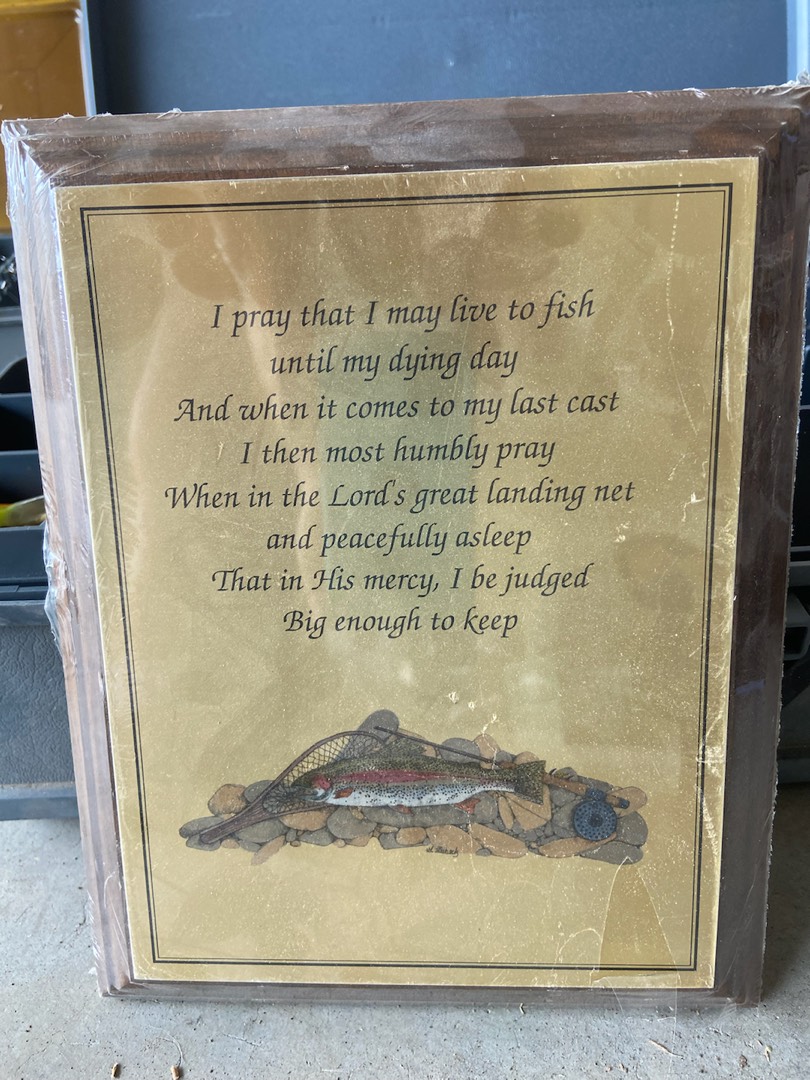 I pray that I may live to fish
until my dying day
And when it comes to my last cast
I then most humbly pray
When in the Lord's great landing net
and peacefully asleep
That in His mercy, I be judged
Big enough to keep